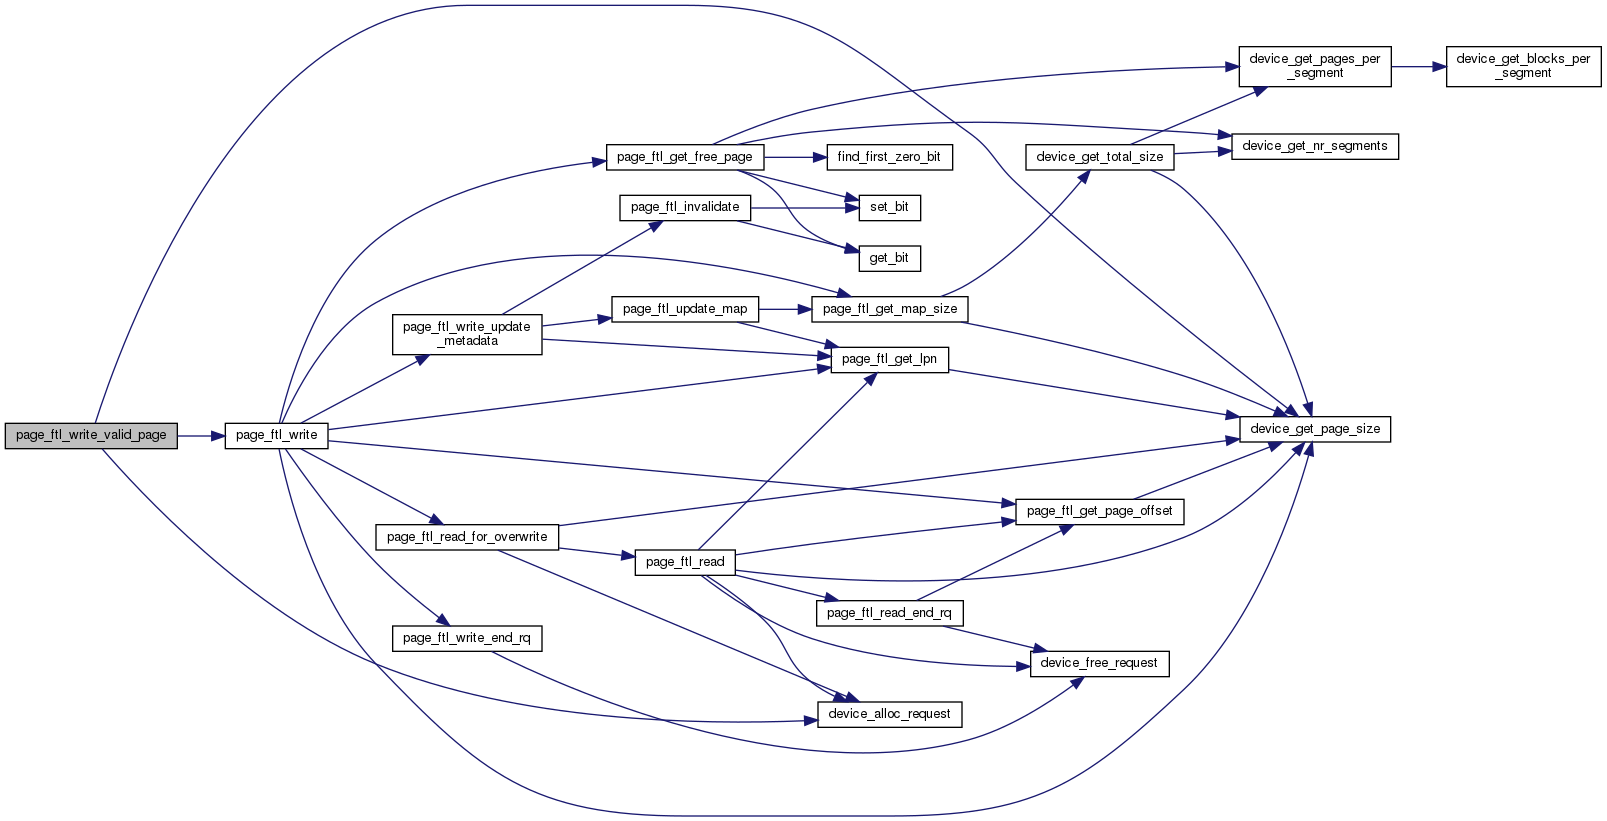 device_get_pages_per
_segment
device_get_blocks_per
_segment
page_ftl_get_free_page
find_first_zero_bit
device_get_total_size
device_get_nr_segments
page_ftl_invalidate
set_bit
get_bit
page_ftl_write_update
_metadata
page_ftl_update_map
page_ftl_get_map_size
page_ftl_get_lpn
page_ftl_write_valid_page
page_ftl_write
device_get_page_size
page_ftl_read_for_overwrite
page_ftl_get_page_offset
page_ftl_read
page_ftl_read_end_rq
page_ftl_write_end_rq
device_free_request
device_alloc_request